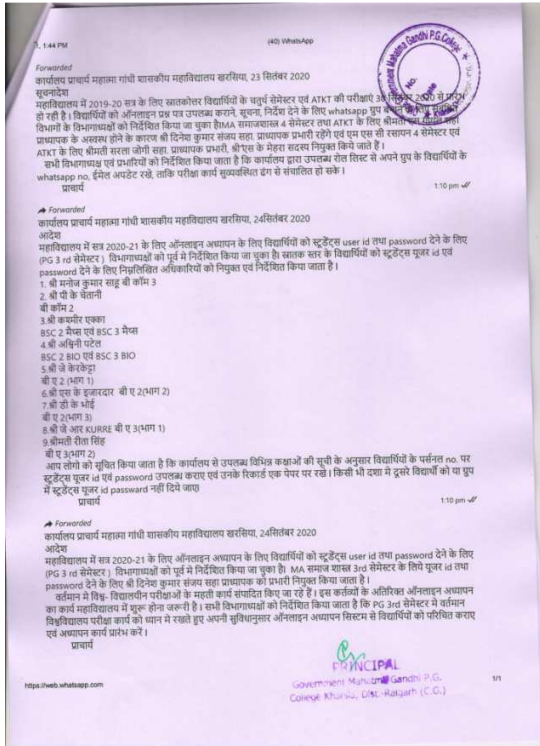 1:44 PM
(40) WhatsApp
Gandhi P.G. College
No.
Forwarded
कार्यालय प्राचार्य महात्मा गांधी शासकीय महाविद्यालय खरसिया, 23 सितंबर 2020
सूचनादेश
महाविद्यालय में 2019-20 सत्र के लिए स्नातकोत्तर विद्यार्थियों के चतुर्थ सेमेस्टर एवं ATKT की परीक्षाएं 2020 से
हो रही है। विद्यार्थियों को ऑनलाइन प्रश्न पत्र उपलब्ध कराने, सूचना, निर्देश देने के लिए whatsapp ग्रुप
विभागों के विभागाध्यक्षों को निर्देशित किया जा चुका है।MA समाजशास्त्र 4 सेमेस्टर तथा ATKT के लिए श्रीमती
प्राध्यापक के अस्वस्थ होने के कारण श्री दिनेश कुमार संजय सहा. प्राध्यापक प्रभारी रहेंगे एवं एम एस सी रसायन 4 सेमेस्टर एवं
ATKT के लिए श्रीमती सरला जोगी सहा. प्राध्यापक प्रभारी, श्री एस के मेहरा सदस्य नियुक्त किये जाते हैं।
सभी विभागाध्यक्ष एवं प्रभारियों को निर्देशित किया जाता है कि कार्यालय द्वारा उपलब्ध रोल लिस्ट से अपने ग्रुप के विद्यार्थियों के
whatsapp no, ईमेल अपडेट रखे, ताकि परीक्षा कार्य सुव्यवस्थित ढंग से संचालित हो सके।
प्राचार्य
1:10 pm
Forwarded
कार्यालय प्राचार्य महात्मा गांधी शासकीय महाविद्यालय खरसिया, 24सितंबर 2020
आदेश
महाविद्यालय में सत्र 2020-21 के लिए ऑनलाइन अध्यापन के लिए विद्यार्थियों को स्टूडेंट्स user id तथा password देने के लिए
(PG 3 rd सेमेस्टर ) विभागाध्यक्षों को पूर्व मे निर्देशित किया जा चुका है। स्नातक स्तर के विद्यार्थियों को स्टूडेंट्स यूजर id एवं
password देने के लिए निम्नलिखित अधिकारियों को नियुक्त एवं निर्देशित किया जाता है।
1. श्री मनोज कुमार साहू बी कॉम 3
2. श्री पी के चेतानी
बी कॉम 2
3.श्री कश्मीर एक्का
BSC 2 मैप्स एवं BSC 3 मैप्स
4.श्री अश्विनी पटेल
BSC 2 BIO एवं BSC 3 BIO
5.श्री जे केरकेट्टा
बी ए 2 (भाग 1)
6.श्री एस के इजारदार बी ए 2(भाग 2)
7.श्री डी के भोई
बी ए 2(भाग 3)
8.श्री जे आर KURRE बी ए 3(भाग 1)
9.श्रीमती रीता सिंह
बी ए 3(भाग 2)
आप लोगो को सूचित किया जाता है कि कार्यालय से उपलब्ध विभिन्न कक्षाओं की सूची के अनुसार विद्यार्थियों के पर्सनल no. पर
स्टूडेंट्स यूजर id एवं password उपलब्ध कराए एवं उनके रिकार्ड एक पेपर पर रखे। किसी भी दशा मे दूसरे विद्यार्थी को या ग्रुप
में स्टूडेंट्स यूजर id passward नहीं दिये जाए।
प्राचार्य
1:10 pm
Forwarded
कार्यालय प्राचार्य महात्मा गांधी शासकीय महाविद्यालय खरसिया, 24सितंबर 2020
आदेश
महाविद्यालय में सत्र 2020-21 के लिए ऑनलाइन अध्यापन के लिए विद्यार्थियों को स्टूडेंट्स user id तथा password देने के लिए
(PG 3 rd सेमेस्टर ) विभागाध्यक्षों को पूर्व मे निर्देशित किया जा चुका है। MA समाज शास्त्र 3rd सेमेस्टर के लिये यूजर id तथा
password देने के लिए श्री दिनेश कुमार संजय सहा प्राध्यापक को प्रभारी नियुक्त किया जाता है।
वर्तमान मे विश्व- विद्यालयीन परीक्षाओं के महती कार्य संपादित किए जा रहे हैं। इस कर्तव्यों के अतिरिक्त ऑनलाइन अध्यापन
का कार्य महाविद्यालय में शुरू होना जरूरी है। सभी विभागाध्यक्षों को निर्देशित किया जाता है कि PG 3rd सेमेस्टर में वर्तमान
विश्वविद्यालय परीक्षा कार्य को ध्यान मे रखते हुए अपनी सुविधानुसार ऑनलाइन अध्यापन सिस्टम से विद्यार्थियों को परिचित कराए
एवं अध्यापन कार्य प्रारंभ करें।
प्राचार्य
PRINCIPAL
Government Mahatma Gandhi P.G.
College Kharsia, Dist.-Raigarh (C.G.)
https://web.whatsapp.com
1/1